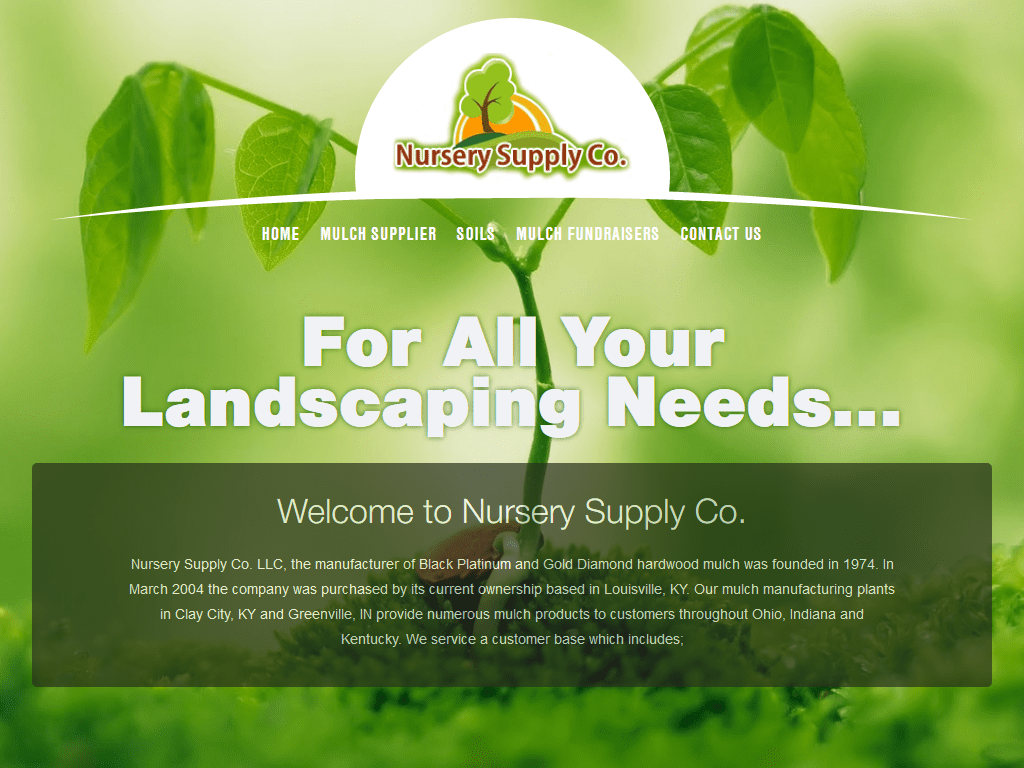 Nursery Supply Co.
HOME MULCH SUPPLIER SOILS MULCH FUNDRAISERS CONTACT US
For All Your
Landscaping Needs...
Welcome to Nursery Supply Co.
Nursery Supply Co. LLC, the manufacturer of Black Platinum and Gold Diamond hardwood mulch was founded in 1974. In
March 2004 the company was purchased by its current ownership based in Louisville, KY. Our mulch manufacturing plants
in Clay City, KY and Greenville, IN provide numerous mulch products to customers throughout Ohio, Indiana and
Kentucky. We service a customer base which includes;